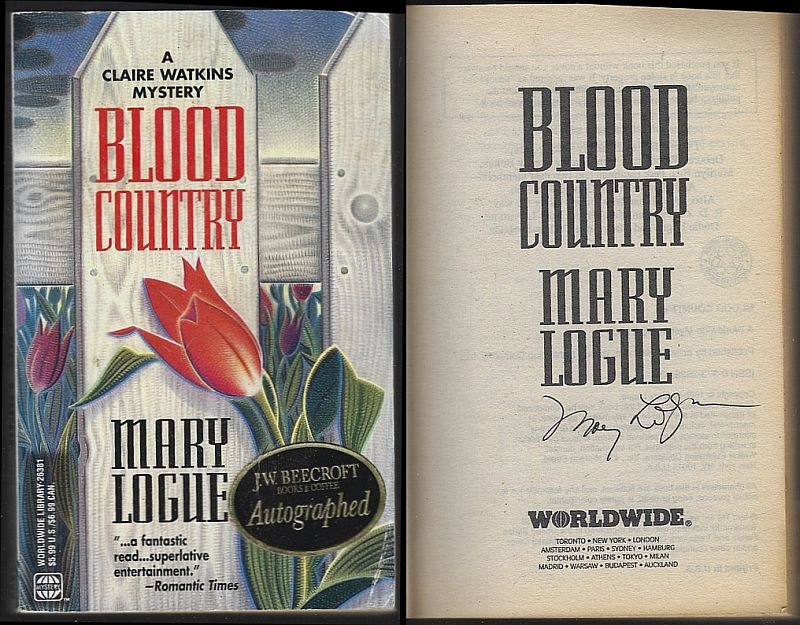 A
CLAIRE WATKINS
MYSTERY
BLOOD
COUNTRY
MARY
LOGUE
J.W. BEECROFT
BOOKS & COFFEE
Autographed
"...a fantastic
read...superlative
entertainment."
—Romantic Times
WORLDWIDE LIBRARY•26381
$5.99 U.S./$6.99 CAN.
MYSTERY
TM
BLOOD
COUNTRY
MARY
LOGUE
Mary Logue
WORLDWIDE®
TORONTO • NEW YORK • LONDON
AMSTERDAM • PARIS • SYDNEY • HAMBURG
STOCKHOLM • ATHENS • TOKYO • MILAN
MADRID • WARSAW • BUDAPEST • AUCKLAND